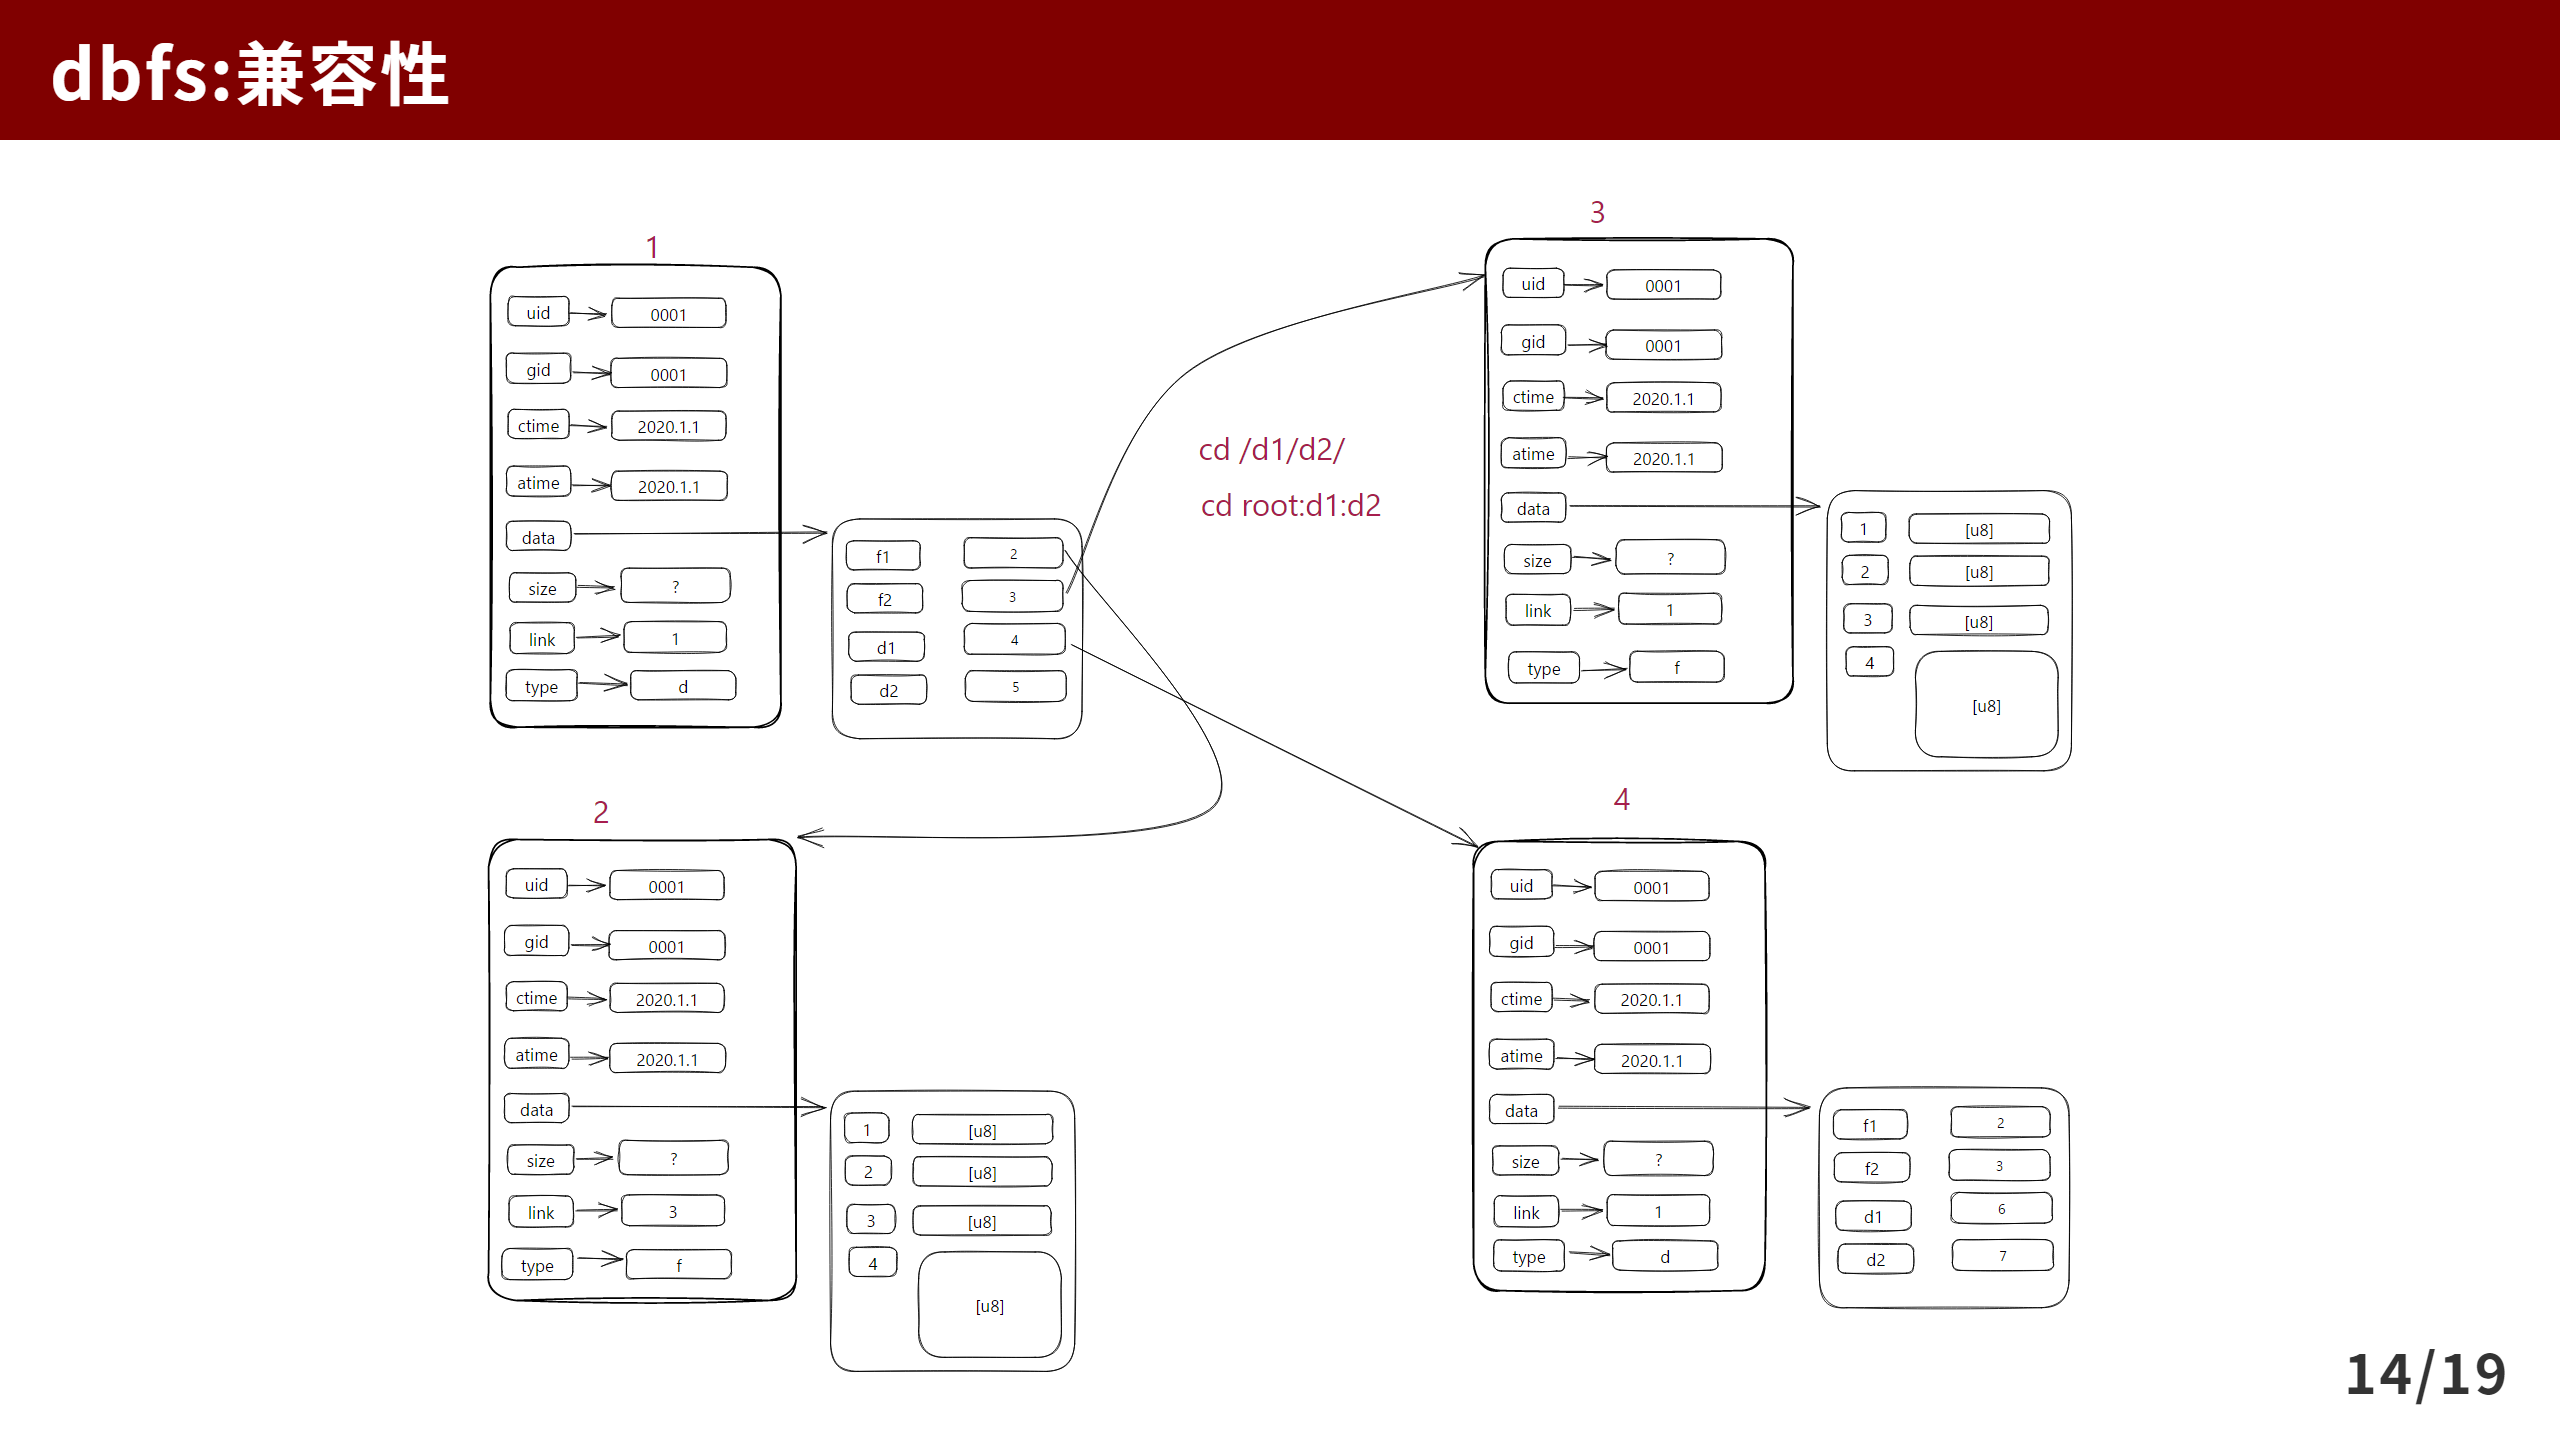 dbfs:兼容性
1
uid 0001
gid 0001
ctime 2020.1.1
atime 2020.1.1
data
size ?
link 1
type d
f1 2
f2 3
d1 4
d2 5
cd /d1/d2/
cd root:d1:d2
3
uid 0001
gid 0001
ctime 2020.1.1
atime 2020.1.1
data
size ?
link 1
type f
1 [u8]
2 [u8]
3 [u8]
4 [u8]
2
uid 0001
gid 0001
ctime 2020.1.1
atime 2020.1.1
data
size ?
link 3
type f
1 [u8]
2 [u8]
3 [u8]
4 [u8]
4
uid 0001
gid 0001
ctime 2020.1.1
atime 2020.1.1
data
size ?
link 1
type d
f1 2
f2 3
d1 6
d2 7
14/19